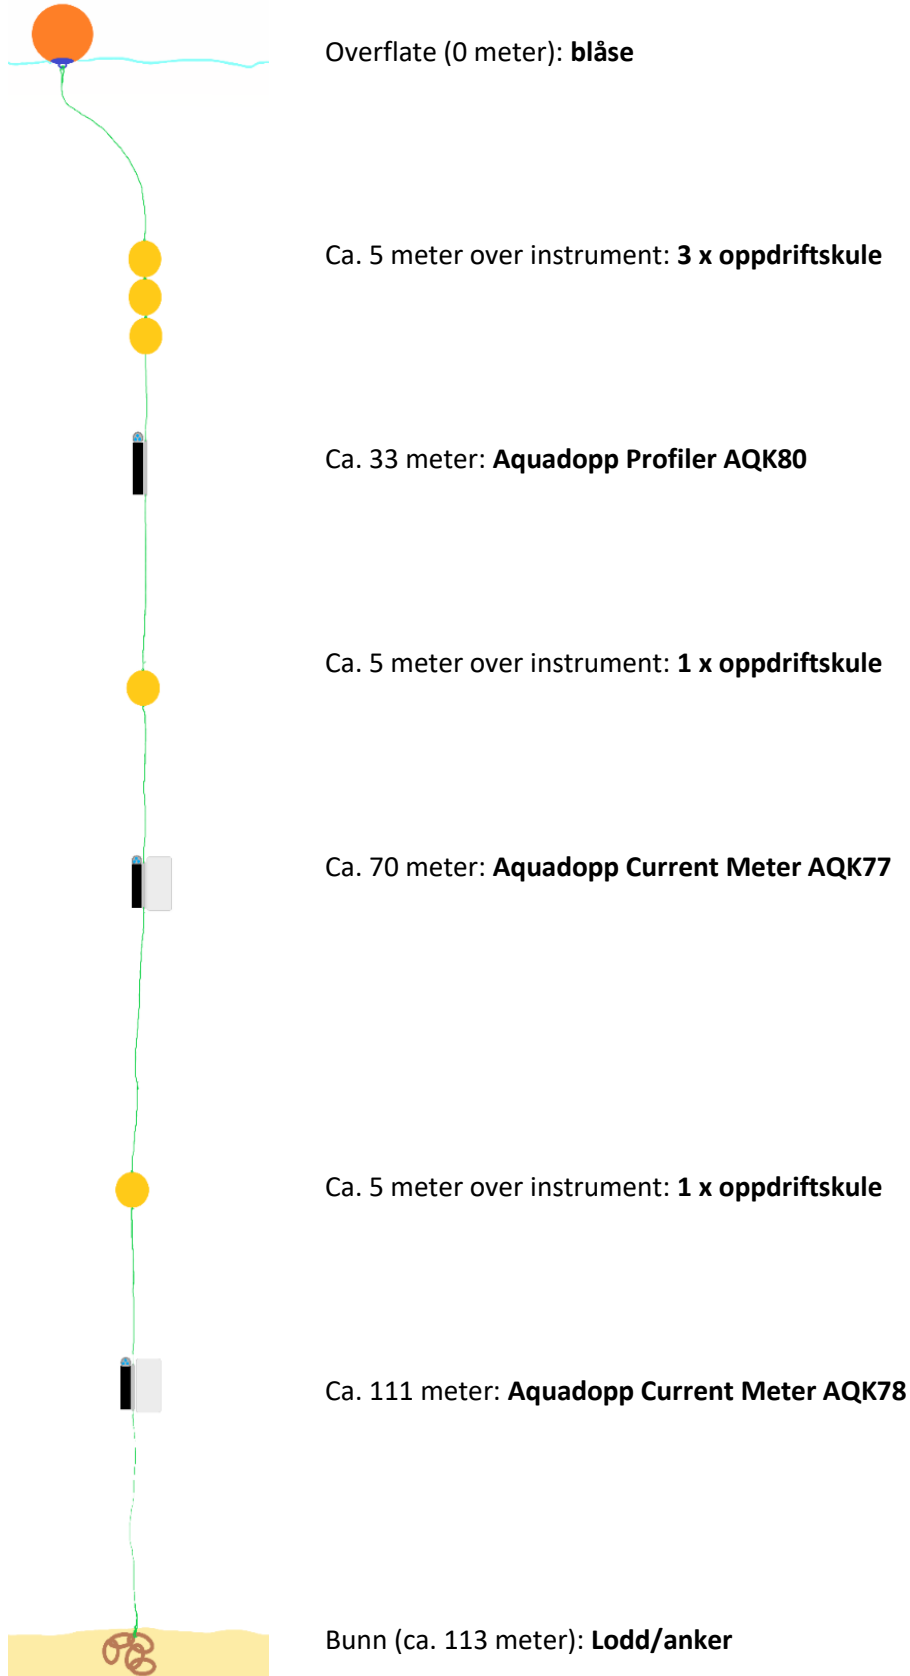 Overflate (0 meter): blåse
Ca. 5 meter over instrument: 3 x oppdriftskule
Ca. 33 meter: Aquadopp Profiler AQK80
Ca. 5 meter over instrument: 1 x oppdriftskule
Ca. 70 meter: Aquadopp Current Meter AQK77
Ca. 5 meter over instrument: 1 x oppdriftskule
Ca. 111 meter: Aquadopp Current Meter AQK78
Bunn (ca. 113 meter): Lodd/anker